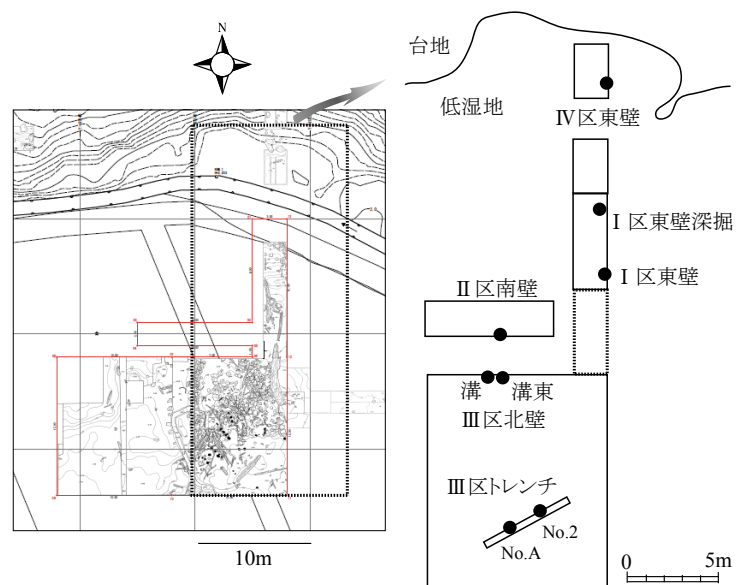 N
10m
台地
低湿地
Ⅳ区東壁
Ⅰ区東壁深掘
Ⅰ区東壁
Ⅱ区南壁
溝 溝東
Ⅲ区北壁
Ⅲ区トレンチ
No.2
No.A
0 5m